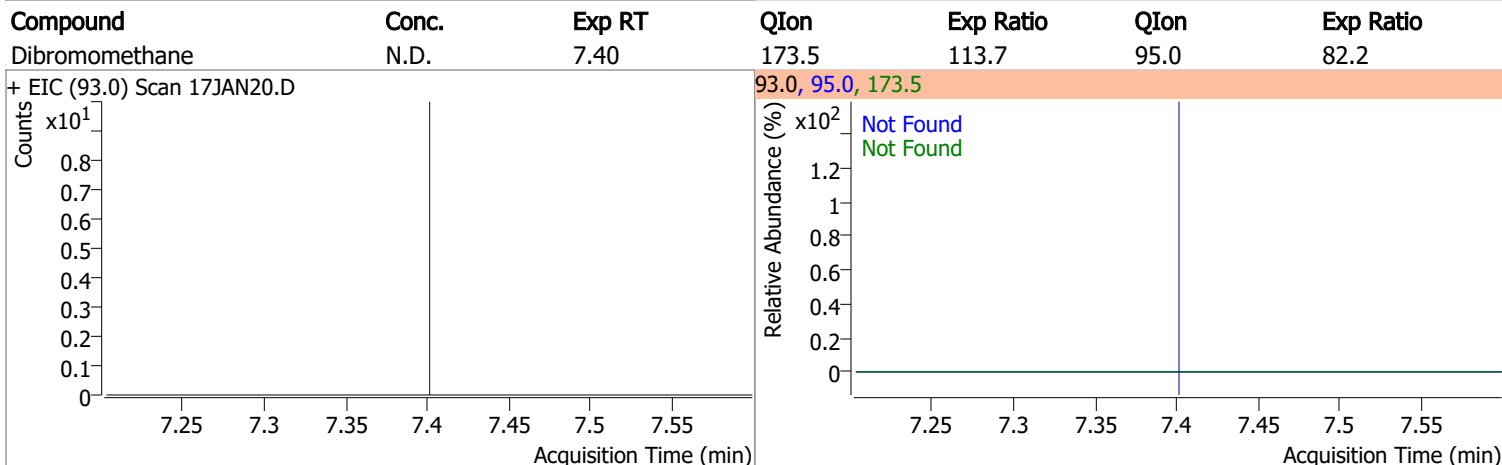 Compound Conc. Exp RT QIon Exp Ratio QIon Exp Ratio
Dibromomethane N.D. 7.40 173.5 113.7 95.0 82.2
+ EIC (93.0) Scan 17JAN20.D
Counts
x10¹
0.8
0.7
0.6
0.5
0.4
0.3
0.2
0.1
0
7.25 7.3 7.35 7.4 7.45 7.5 7.55
Acquisition Time (min)
93.0, 95.0, 173.5
Relative Abundance (%)
x10²
Not Found
Not Found
1.2
1
0.8
0.6
0.4
0.2
0
7.25 7.3 7.35 7.4 7.45 7.5 7.55
Acquisition Time (min)